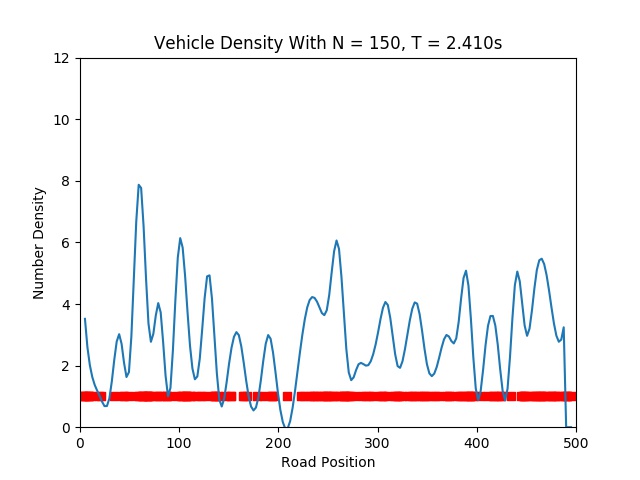 Vehicle Density With N = 150, T = 2.410s
12
10
8
6
4
2
0
Number Density
0 100 200 300 400 500
Road Position